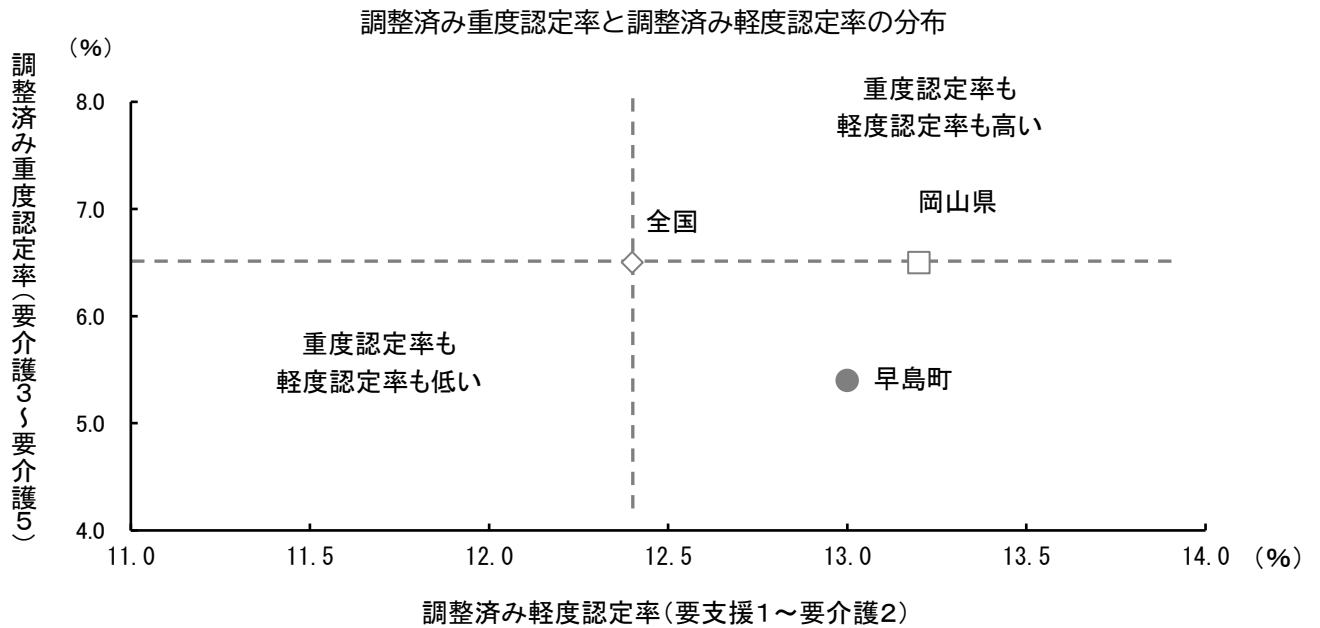 調整済み重度認定率と調整済み軽度認定率の分布
（％）
調整済み重度認定率（要介護３～要介護５）
8.0
7.0
6.0
5.0
4.0
重度認定率も
軽度認定率も高い
岡山県
全国
重度認定率も
軽度認定率も低い
早島町
11.0 11.5 12.0 12.5 13.0 13.5 14.0 （％）
調整済み軽度認定率（要支援１～要介護２）